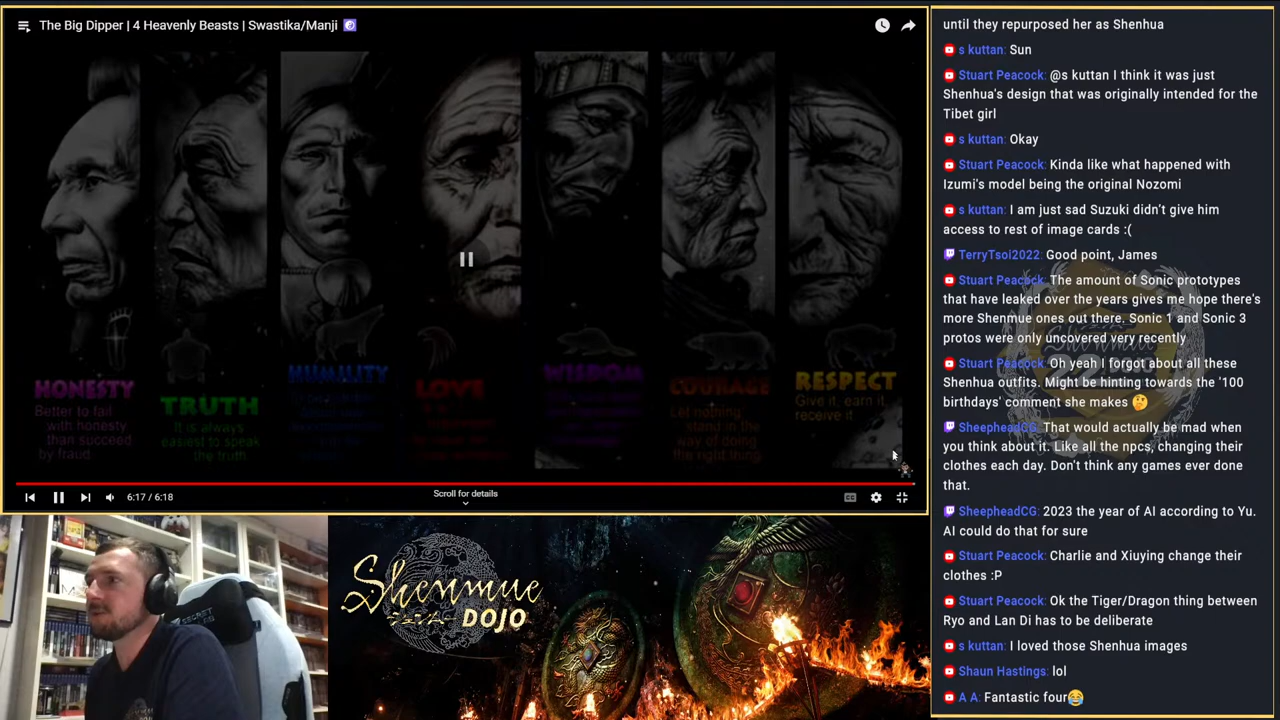 The Big Dipper | 4 Heavenly Beasts | Swastika/Manji
HONESTY
Better to fail
with honesty
than succeed
by fraud
TRUTH
It is always
easiest to speak
the truth
HUMILITY
LOVE
WISDOM
COURAGE
Let nothing
stand in the
way of doing
the right thing
RESPECT
Give it, earn it,
receive it
6:17 / 6:18
Scroll for details
CC
SECRET
Shenmue
DOJO
until they repurposed her as Shenhua
s kuttan: Sun
Stuart Peacock: @s kuttan I think it was just
Shenhua's design that was originally intended for the
Tibet girl
s kuttan: Okay
Stuart Peacock: Kinda like what happened with
Izumi's model being the original Nozomi
s kuttan: I am just sad Suzuki didn’t give him
access to rest of image cards :(
TerryTsoi2022: Good point, James
Stuart Peacock: The amount of Sonic prototypes
that have leaked over the years gives me hope there's
more Shenmue ones out there. Sonic 1 and Sonic 3
protos were only uncovered very recently
Stuart Peacock: Oh yeah I forgot about all these
Shenhua outfits. Might be hinting towards the '100
birthdays' comment she makes 🤔
SheepheadCG: That would actually be mad when
you think about it. Like all the npcs, changing their
clothes each day. Don't think any games ever done
that.
SheepheadCG: 2023 the year of AI according to Yu.
AI could do that for sure
Stuart Peacock: Charlie and Xiuying change their
clothes :P
Stuart Peacock: Ok the Tiger/Dragon thing between
Ryo and Lan Di has to be deliberate
s kuttan: I loved those Shenhua images
Shaun Hastings: lol
A A: Fantastic four😂